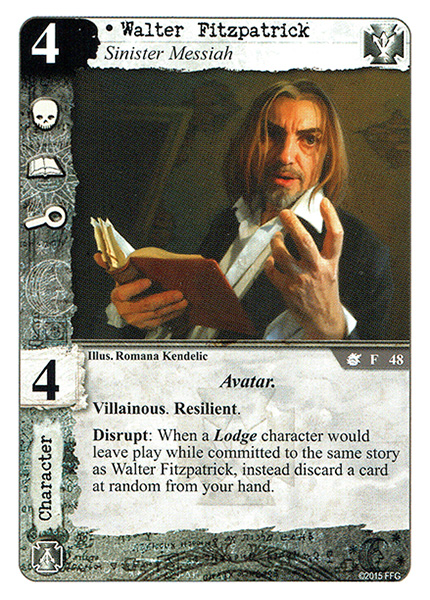 4
• Walter Fitzpatrick
Sinister Messiah
Illus. Romana Kendelic
F 48
4
Avatar.
Villainous. Resilient.
Disrupt: When a Lodge character would
leave play while committed to the same story
as Walter Fitzpatrick, instead discard a card
at random from your hand.
Character
©2015 FFG